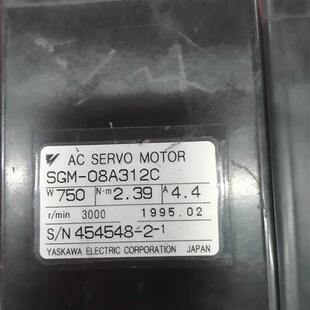 AC SERVO MOTOR
SGM-08A312C
W 750 N·m 2.39 A 4.4
r/min 3000 1995.02
S/N 454548-2-1
YASKAWA ELECTRIC CORPORATION JAPAN